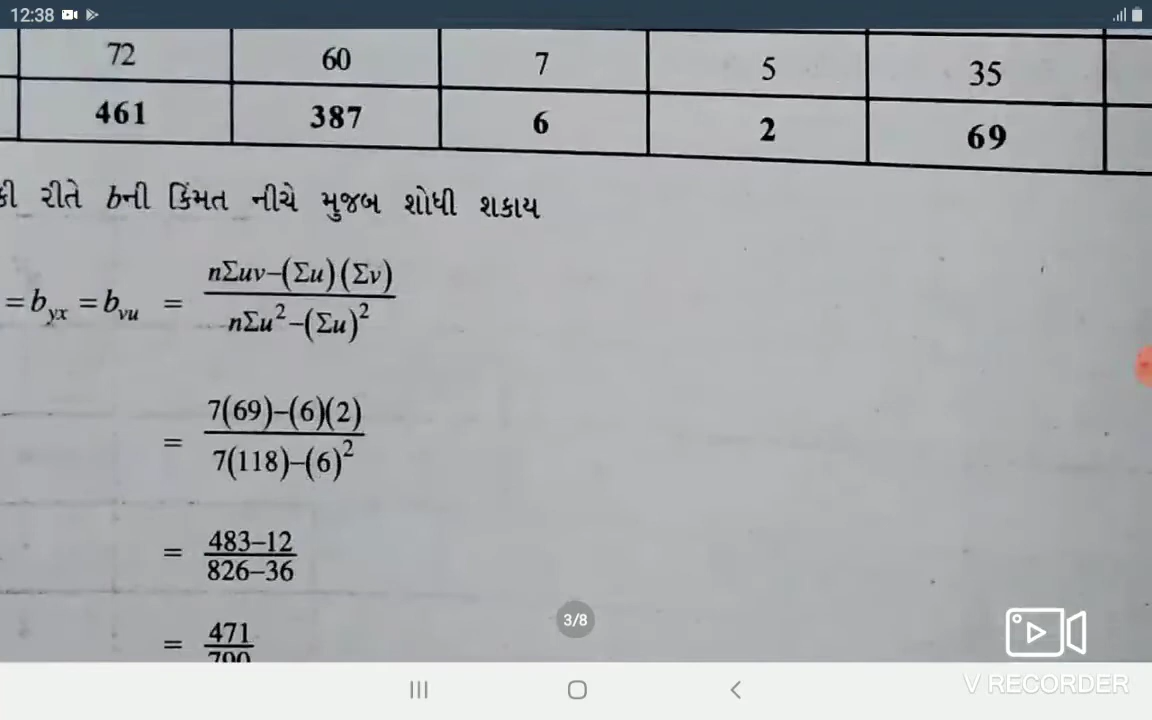 12:38
72 60 7 5 35
461 387 6 2 69
રીતે bની કિંમત નીચે મુજબ શોધી શકાય
= b_yx = b_vu = nΣuv–(Σu)(Σv) / nΣu²–(Σu)²
= 7(69)–(6)(2) / 7(118)–(6)²
= 483–12 / 826–36
= 471 / 790
3/8
V RECORDER